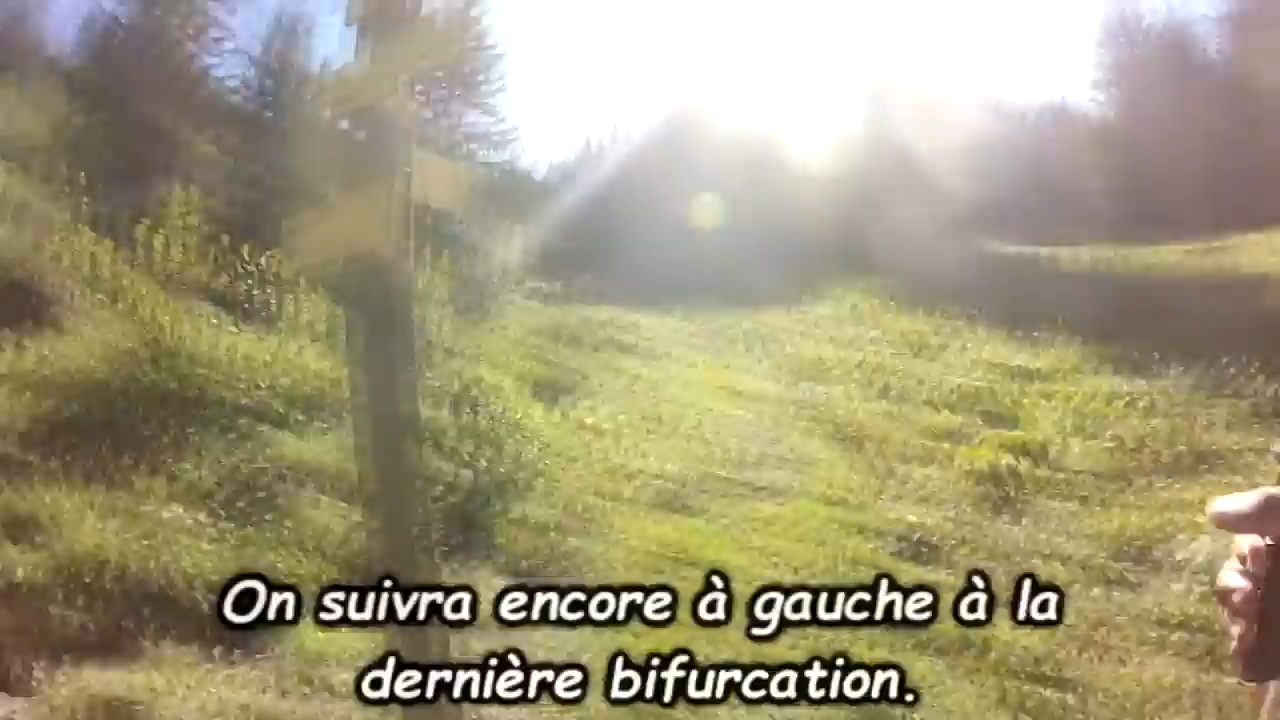 On suivra encore à gauche à la
dernière bifurcation.